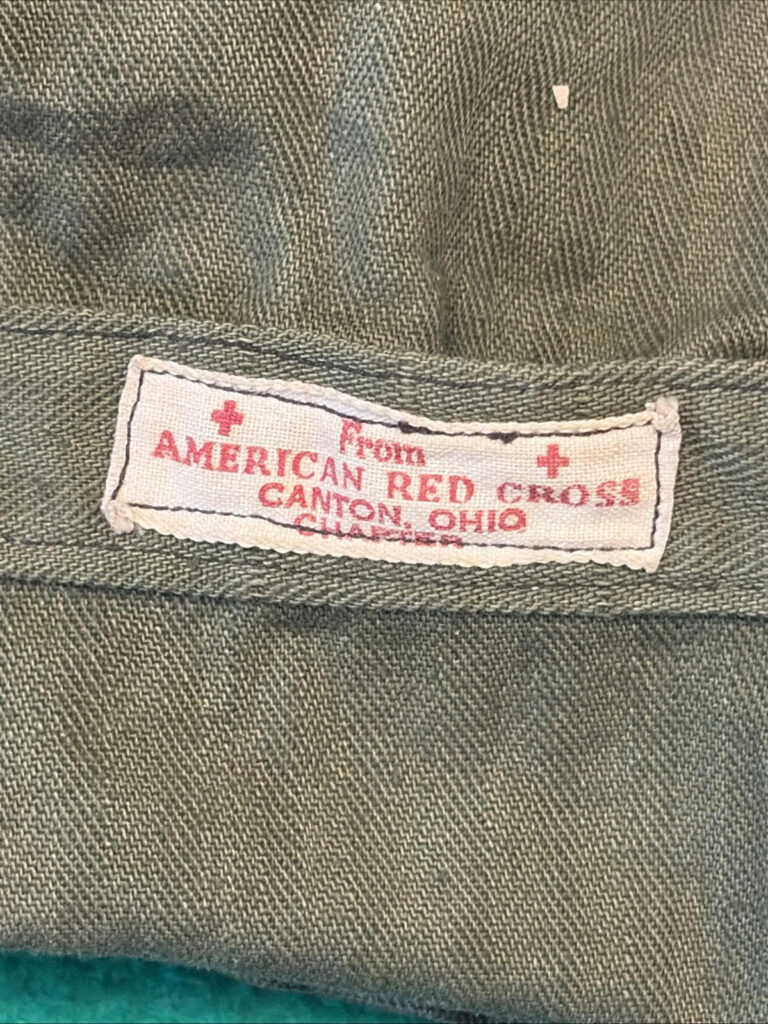 From
AMERICAN RED CROSS
CANTON, OHIO
CHAPTER